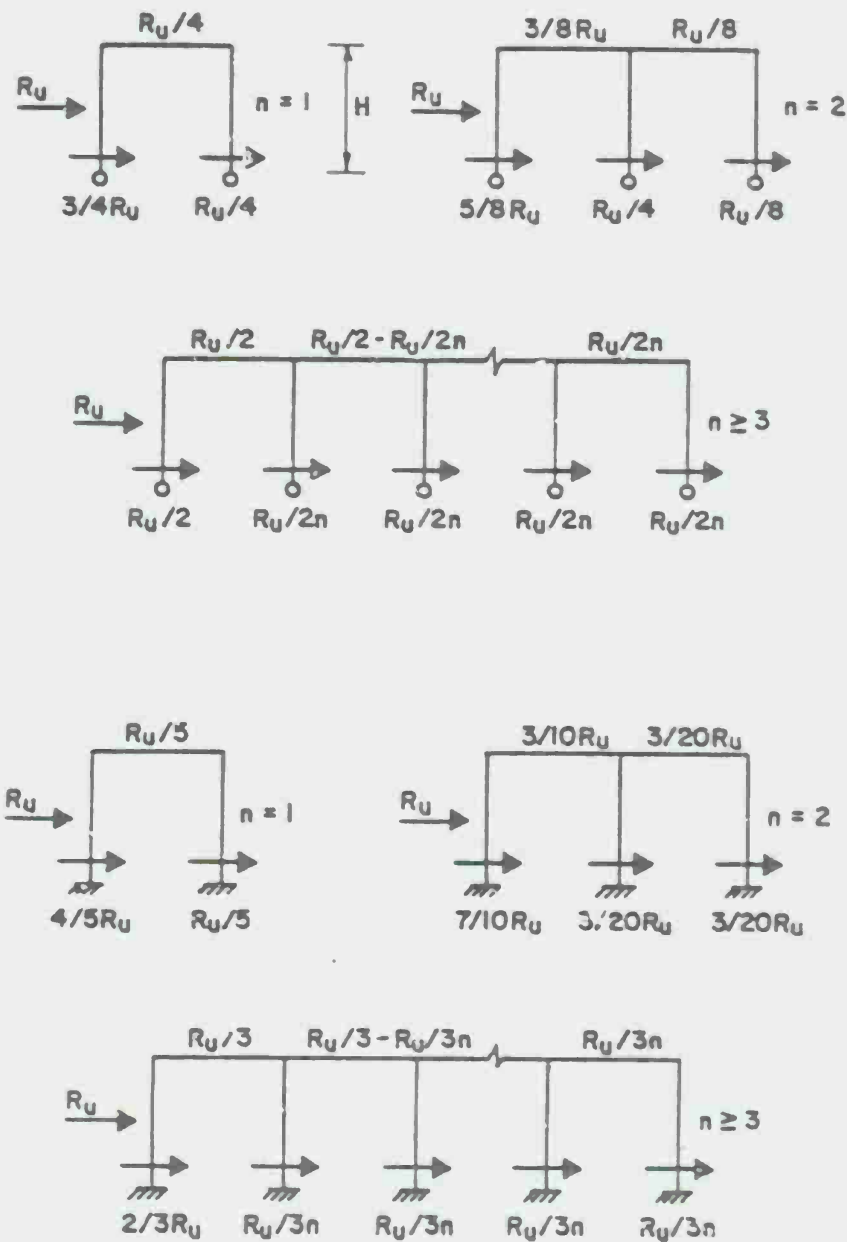 Rᵤ/4
Rᵤ
n = 1
H
3/4Rᵤ Rᵤ/4
3/8Rᵤ Rᵤ/8
Rᵤ
n = 2
5/8Rᵤ Rᵤ/4 Rᵤ/8
Rᵤ/2 Rᵤ/2 - Rᵤ/2n Rᵤ/2n
Rᵤ
n ≥ 3
Rᵤ/2 Rᵤ/2n Rᵤ/2n Rᵤ/2n Rᵤ/2n
Rᵤ/5
Rᵤ
n = 1
4/5Rᵤ Rᵤ/5
3/10Rᵤ 3/20Rᵤ
Rᵤ
n = 2
7/10Rᵤ 3/20Rᵤ 3/20Rᵤ
Rᵤ/3 Rᵤ/3 - Rᵤ/3n Rᵤ/3n
Rᵤ
n ≥ 3
2/3Rᵤ Rᵤ/3n Rᵤ/3n Rᵤ/3n Rᵤ/3n